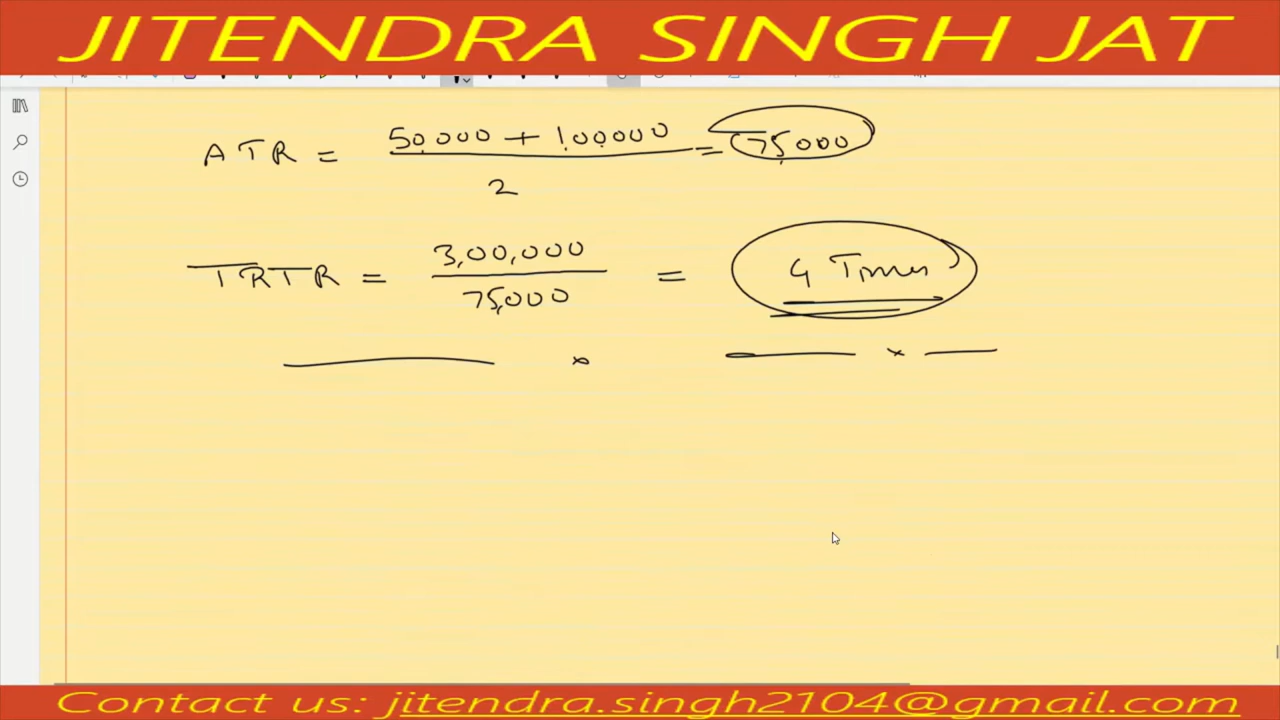 JITENDRA SINGH JAT
ATR = 50,000 + 1,00,000 = 75,000
2
TRTR = 3,00,000 = 4 Times
75,000
Contact us: jitendra.singh2104@gmail.com